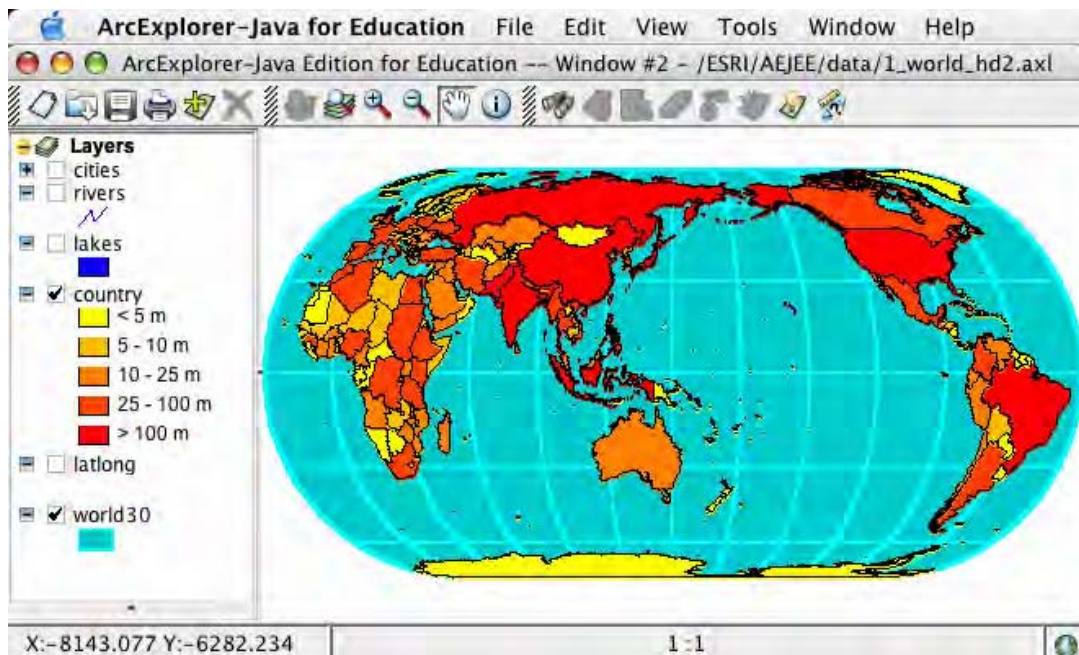 ArcExplorer-Java for Education File Edit View Tools Window Help
ArcExplorer-Java Edition for Education -- Window #2 - /ESRI/AEJEE/data/1_world_hd2.axl
Layers
cities
rivers
lakes
country
< 5 m
5 - 10 m
10 - 25 m
25 - 100 m
> 100 m
latlong
world30
X:-8143.077 Y:-6282.234 1 :1